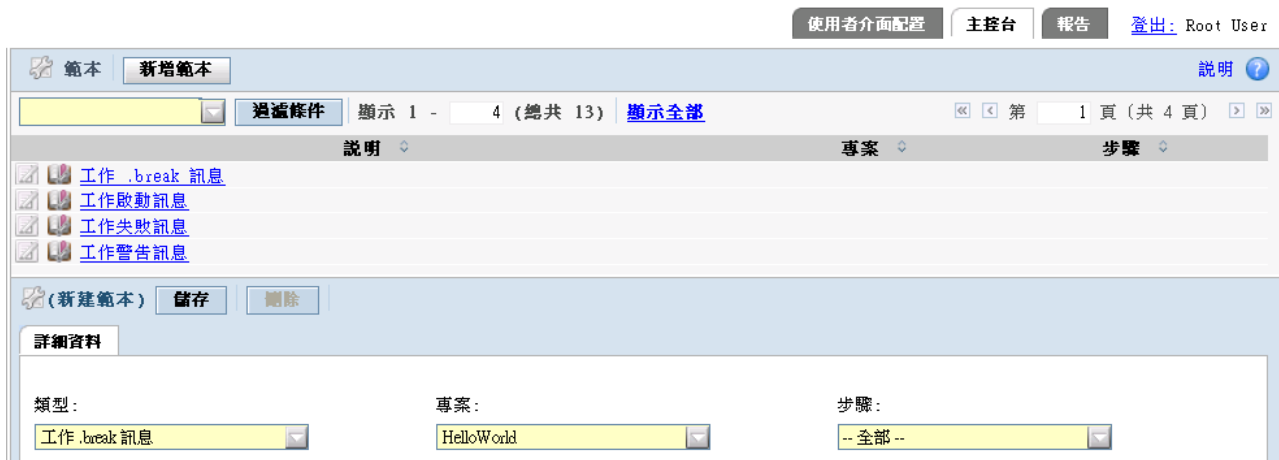 使用者介面配置 主控台 報告 登出: Root User
範本 新增範本 說明
過濾條件 顯示 1 - 4 (總共 13) 顯示全部 第 1 頁 (共 4 頁)
說明 專案 步驟
工作 .break 訊息
工作啟動訊息
工作失敗訊息
工作警告訊息
(新建範本) 儲存 刪除
詳細資料
類型: 專案: 步驟:
工作 .break 訊息 HelloWorld -- 全部 --